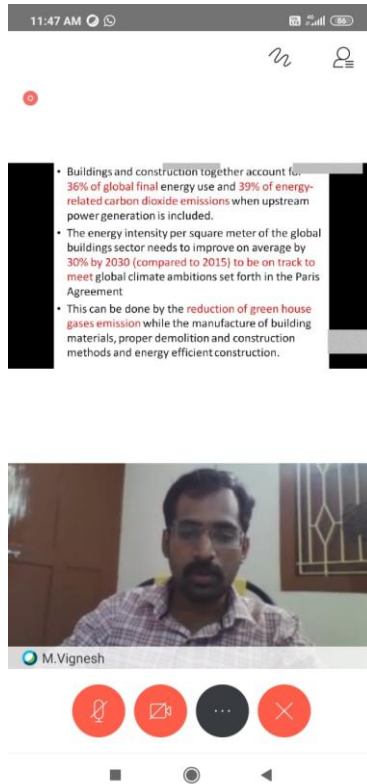 11:47 AM
4G 86
• Buildings and construction together account
36% of global final energy use and 39% of energy-
related carbon dioxide emissions when upstream
power generation is included.
• The energy intensity per square meter of the global
buildings sector needs to improve on average by
30% by 2030 (compared to 2015) to be on track to
meet global climate ambitions set forth in the Paris
Agreement
• This can be done by the reduction of green house
gases emission while the manufacture of building
materials, proper demolition and construction
methods and energy efficient construction.
M.Vignesh